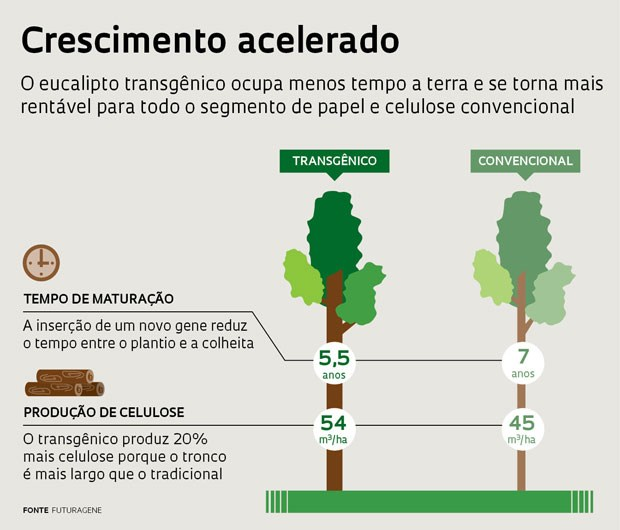 Crescimento acelerado
O eucalipto transgênico ocupa menos tempo a terra e se torna mais
rentável para todo o segmento de papel e celulose convencional
TRANSGÊNICO
CONVENCIONAL
TEMPO DE MATURAÇÃO
A inserção de um novo gene reduz
o tempo entre o plantio e a colheita
5,5
anos
7
anos
PRODUÇÃO DE CELULOSE
O transgênico produz 20%
mais celulose porque o tronco
é mais largo que o tradicional
54
m³/ha
45
m³/ha
FONTE FUTURAGENE